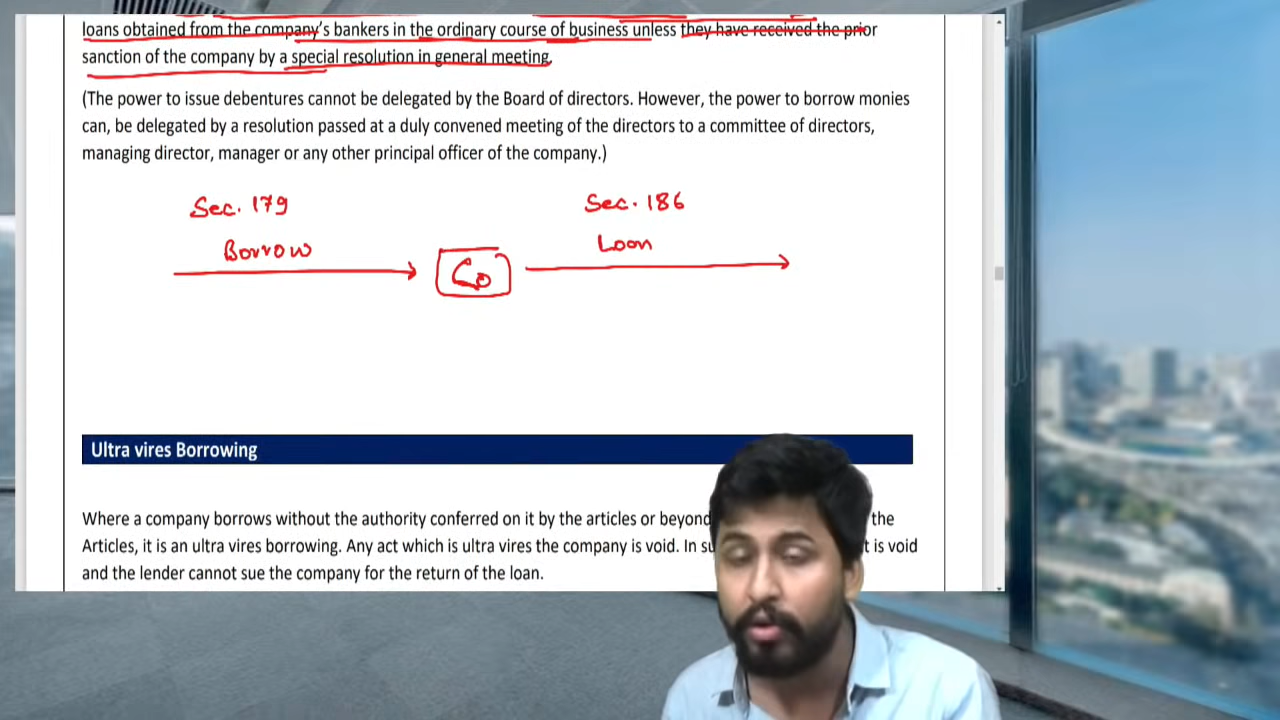 loans obtained from the company's bankers in the ordinary course of business unless they have received the prior
sanction of the company by a special resolution in general meeting.
(The power to issue debentures cannot be delegated by the Board of directors. However, the power to borrow monies
can, be delegated by a resolution passed at a duly convened meeting of the directors to a committee of directors,
managing director, manager or any other principal officer of the company.)
Sec. 179
Sec. 186
Borrow
Loan
Co
Ultra vires Borrowing
Where a company borrows without the authority conferred on it by the articles or beyond the
Articles, it is an ultra vires borrowing. Any act which is ultra vires the company is void. In is void
and the lender cannot sue the company for the return of the loan.